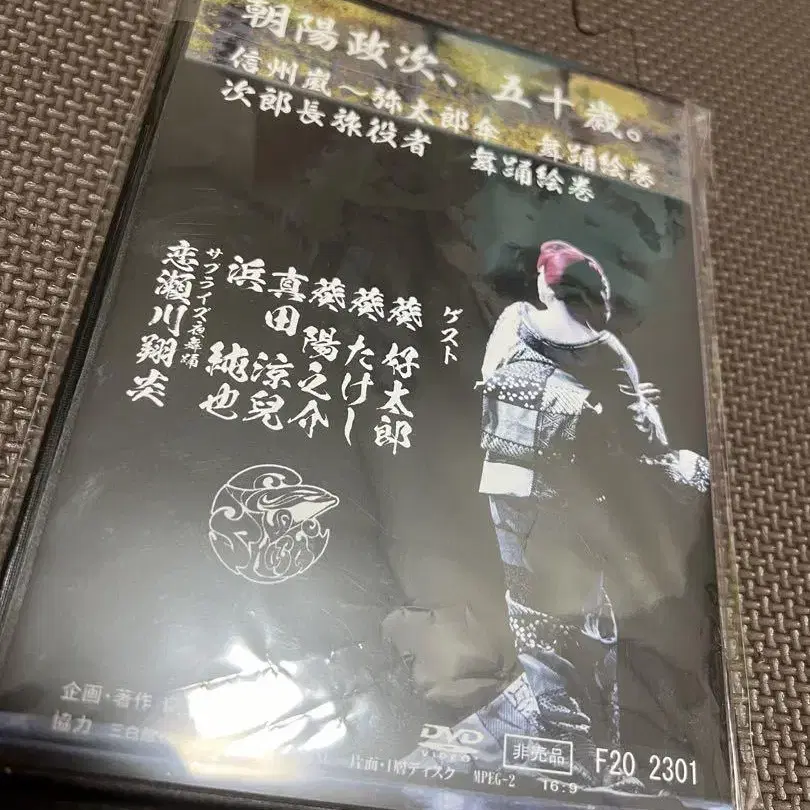 朝陽政次、五十歳。
信州嵐～弥太郎傘 舞踊絵巻
次郎長旅役者 舞踊絵巻
ゲスト
葵 好太郎
葵 たけし
葵 陽之介
真田 涼兒
浜 純也
サプライズ夜舞踊
恋瀬川翔炎
企画・著作
協力 三白
DVD
VIDEO
片面・1層ディスク MPEG-2
16:9
非売品
F20 2301